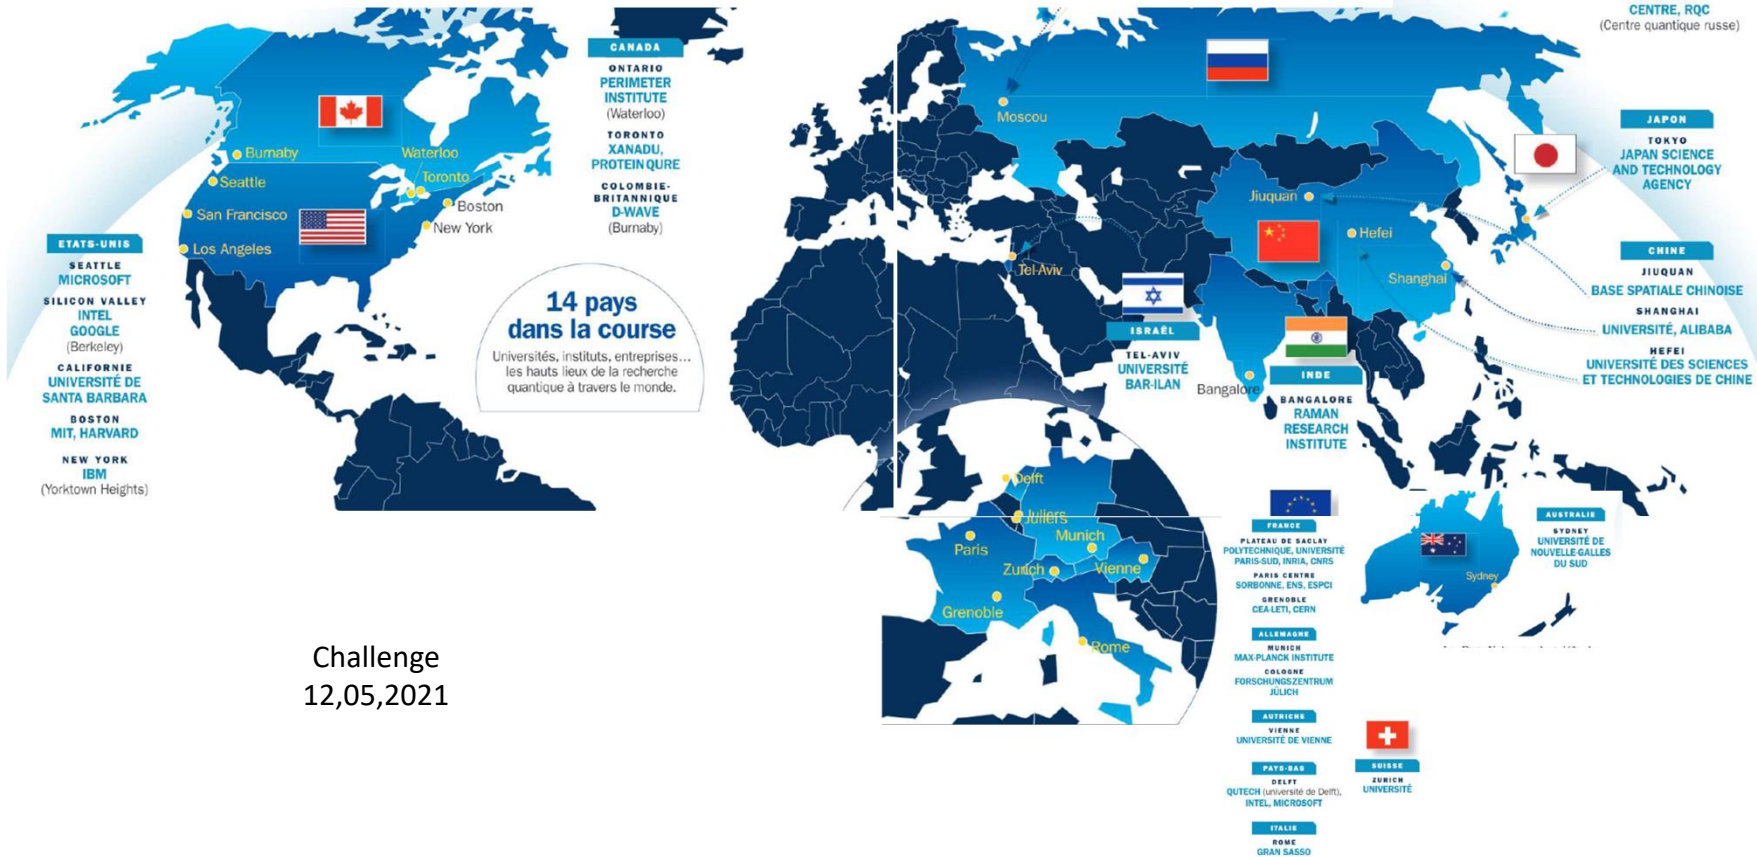 CENTRE, RQC
(Centre quantique russe)
CANADA
ONTARIO
PERIMETER
INSTITUTE
(Waterloo)
TORONTO
XANADU,
PROTEINQURE
COLOMBIE-
BRITANNIQUE
D-WAVE
(Burnaby)
Burnaby
Waterloo
Seattle
Toronto
San Francisco
Boston
New York
Los Angeles
ETATS-UNIS
SEATTLE
MICROSOFT
SILICON VALLEY
INTEL
GOOGLE
(Berkeley)
CALIFORNIE
UNIVERSITÉ DE
SANTA BARBARA
BOSTON
MIT, HARVARD
NEW YORK
IBM
(Yorktown Heights)
14 pays
dans la course
Universités, instituts, entreprises...
les hauts lieux de la recherche
quantique à travers le monde.
Moscou
Jiuquan
Hefei
Shanghai
Tel-Aviv
Bangalore
JAPON
TOKYO
JAPAN SCIENCE
AND TECHNOLOGY
AGENCY
CHINE
JIUQUAN
BASE SPATIALE CHINOISE
SHANGHAI
UNIVERSITÉ, ALIBABA
HEFEI
UNIVERSITÉ DES SCIENCES
ET TECHNOLOGIES DE CHINE
ISRAËL
TEL-AVIV
UNIVERSITÉ
BAR-ILAN
INDE
BANGALORE
RAMAN
RESEARCH
INSTITUTE
Delft
Juliers
Juliers
Paris
Munich
Zurich
Vienne
Grenoble
Rome
FRANCE
PLATEAU DE SACLAY
POLYTECHNIQUE, UNIVERSITÉ
PARIS-SUD, INRIA, CNRS
PARIS CENTRE
SORBONNE, ENS, ESPCI
GRENOBLE
CEA-LETI, CERN
ALLEMAGNE
MUNICH
MAX-PLANCK INSTITUTE
COLOGNE
FORSCHUNGSZENTRUM
JÜLICH
AUTRICHE
VIENNE
UNIVERSITÉ DE VIENNE
PAYS-BAS
DELFT
QUTECH (université de Delft),
INTEL, MICROSOFT
ITALIE
ROME
GRAN SASSO
SUISSE
ZURICH
UNIVERSITÉ
AUSTRALIE
SYDNEY
UNIVERSITÉ DE
NOUVELLE-GALLES
DU SUD
Sydney
Challenge
12,05,2021